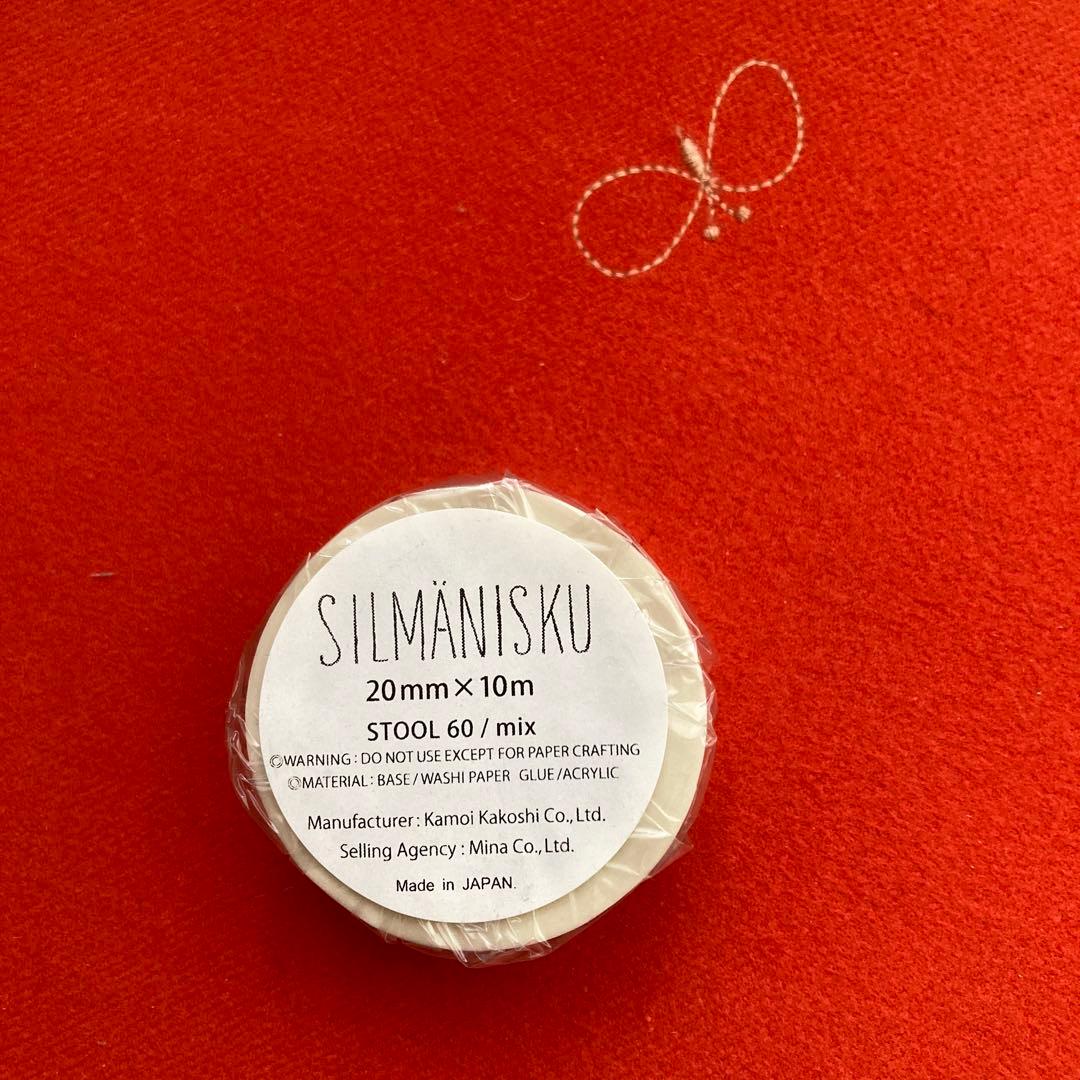 SILMÄNISKU
20mm×10m
STOOL 60 / mix
◎WARNING : DO NOT USE EXCEPT FOR PAPER CRAFTING
◎MATERIAL : BASE / WASHI PAPER GLUE /ACRYLIC
Manufacturer : Kamoi Kakoshi Co., Ltd.
Selling Agency : Mina Co., Ltd.
Made in JAPAN.